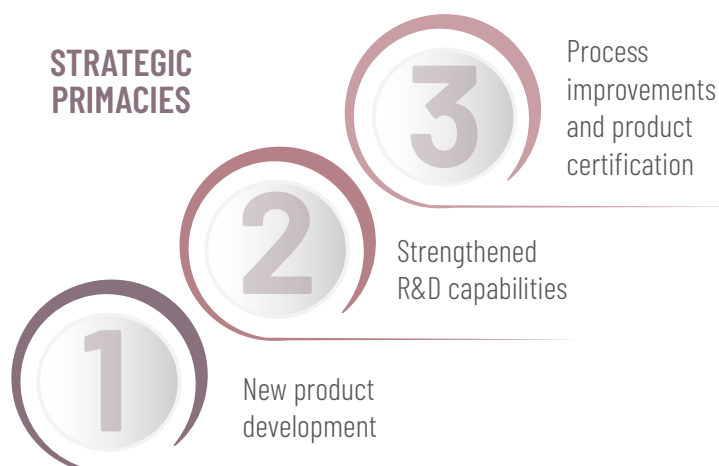 STRATEGIC
PRIMACIES
3
Process
improvements
and product
certification
2
Strengthened
R&D capabilities
1
New product
development